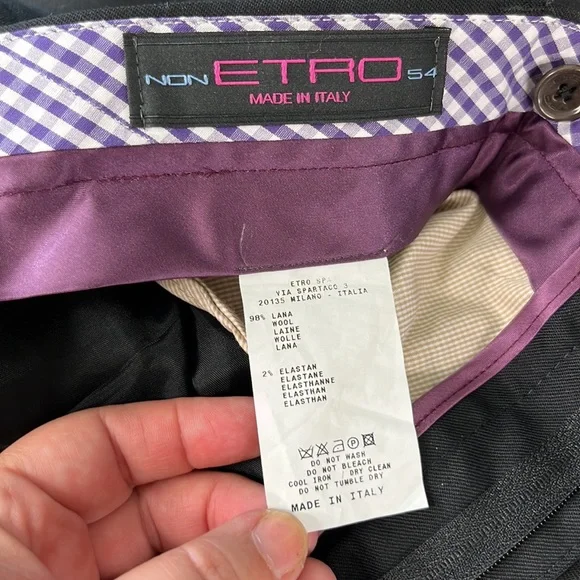 NON ETRO 54
MADE IN ITALY
ETRO SPA
VIA SPARTACO 3
20135 MILANO - ITALIA
98% LANA
WOOL
LAINE
WOLLE
LANA
2% ELASTAN
ELASTANE
ELASTHANNE
ELASTHAN
ELASTHAN
DO NOT WASH
DO NOT BLEACH
COOL IRON / DRY CLEAN
DO NOT TUMBLE DRY
MADE IN ITALY